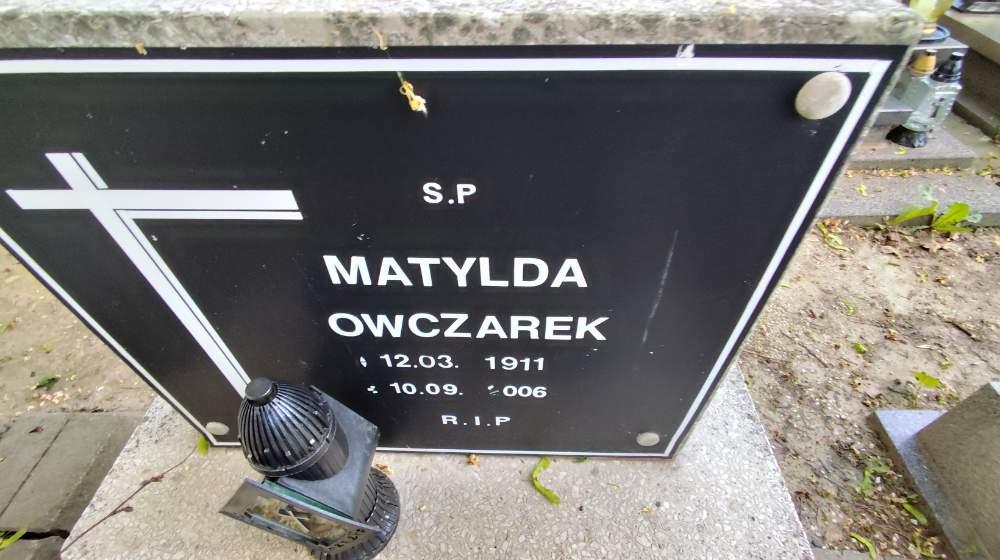 S.P
MATYLDA
OWCZAREK
12.03. 1911
10.09. 2006
R.I.P